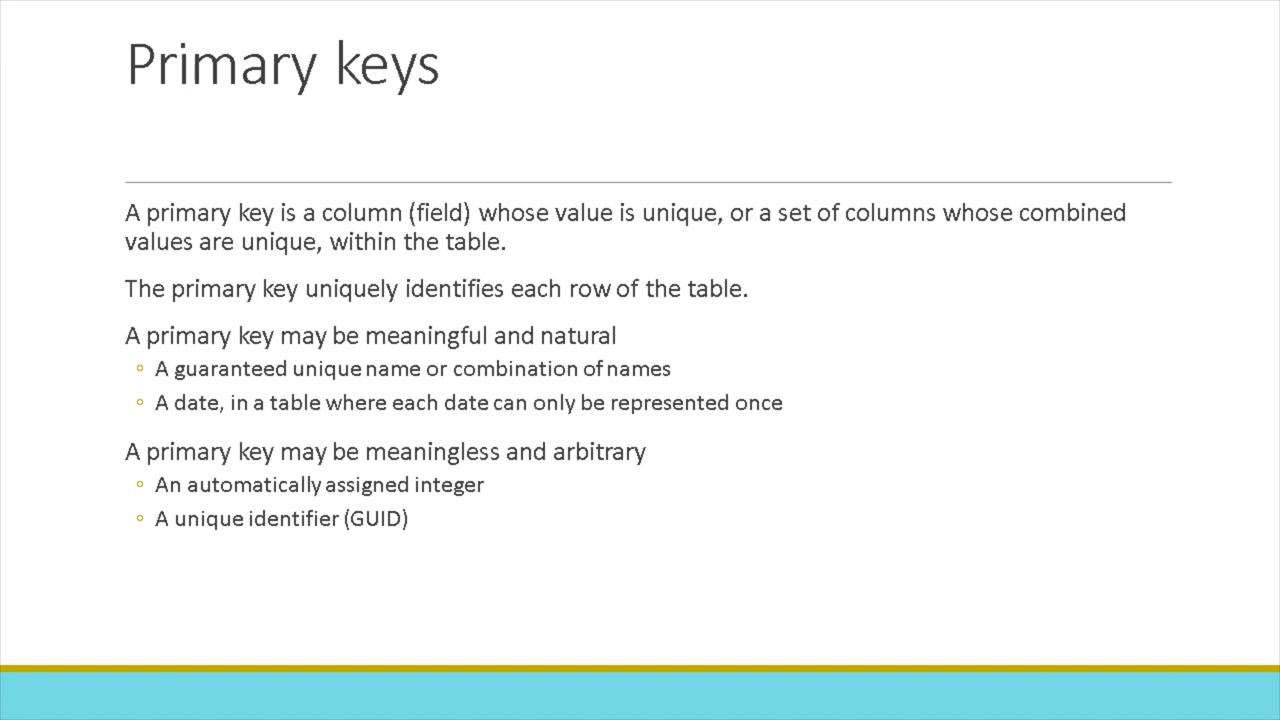 Primary keys
A primary key is a column (field) whose value is unique, or a set of columns whose combined
values are unique, within the table.
The primary key uniquely identifies each row of the table.
A primary key may be meaningful and natural
◦ A guaranteed unique name or combination of names
◦ A date, in a table where each date can only be represented once
A primary key may be meaningless and arbitrary
◦ An automatically assigned integer
◦ A unique identifier (GUID)